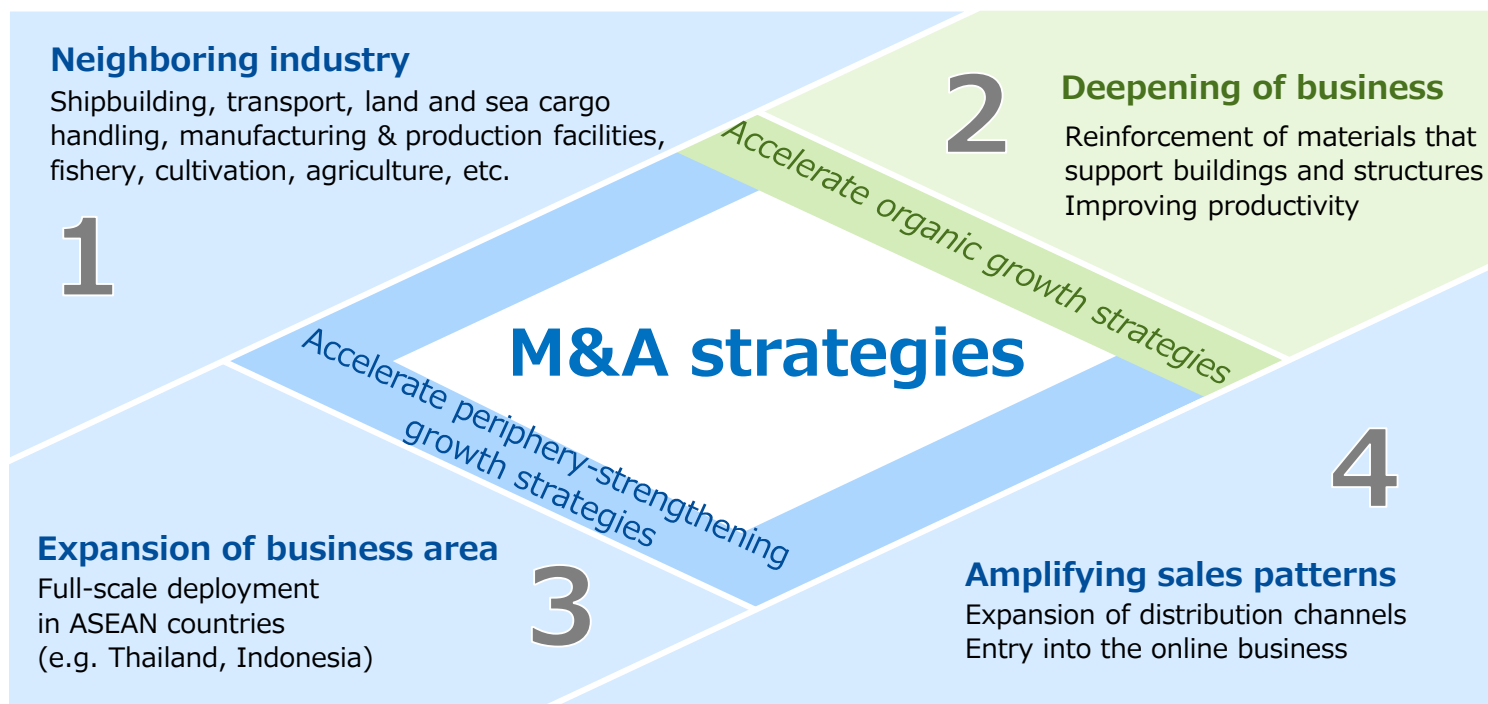 Neighboring industry
Shipbuilding, transport, land and sea cargo
handling, manufacturing & production facilities,
fishery, cultivation, agriculture, etc.
1
2
Deepening of business
Reinforcement of materials that
support buildings and structures
Improving productivity
Accelerate organic growth strategies
M&A strategies
Accelerate periphery-strengthening
growth strategies
Expansion of business area
Full-scale deployment
in ASEAN countries
(e.g. Thailand, Indonesia)
3
4
Amplifying sales patterns
Expansion of distribution channels
Entry into the online business